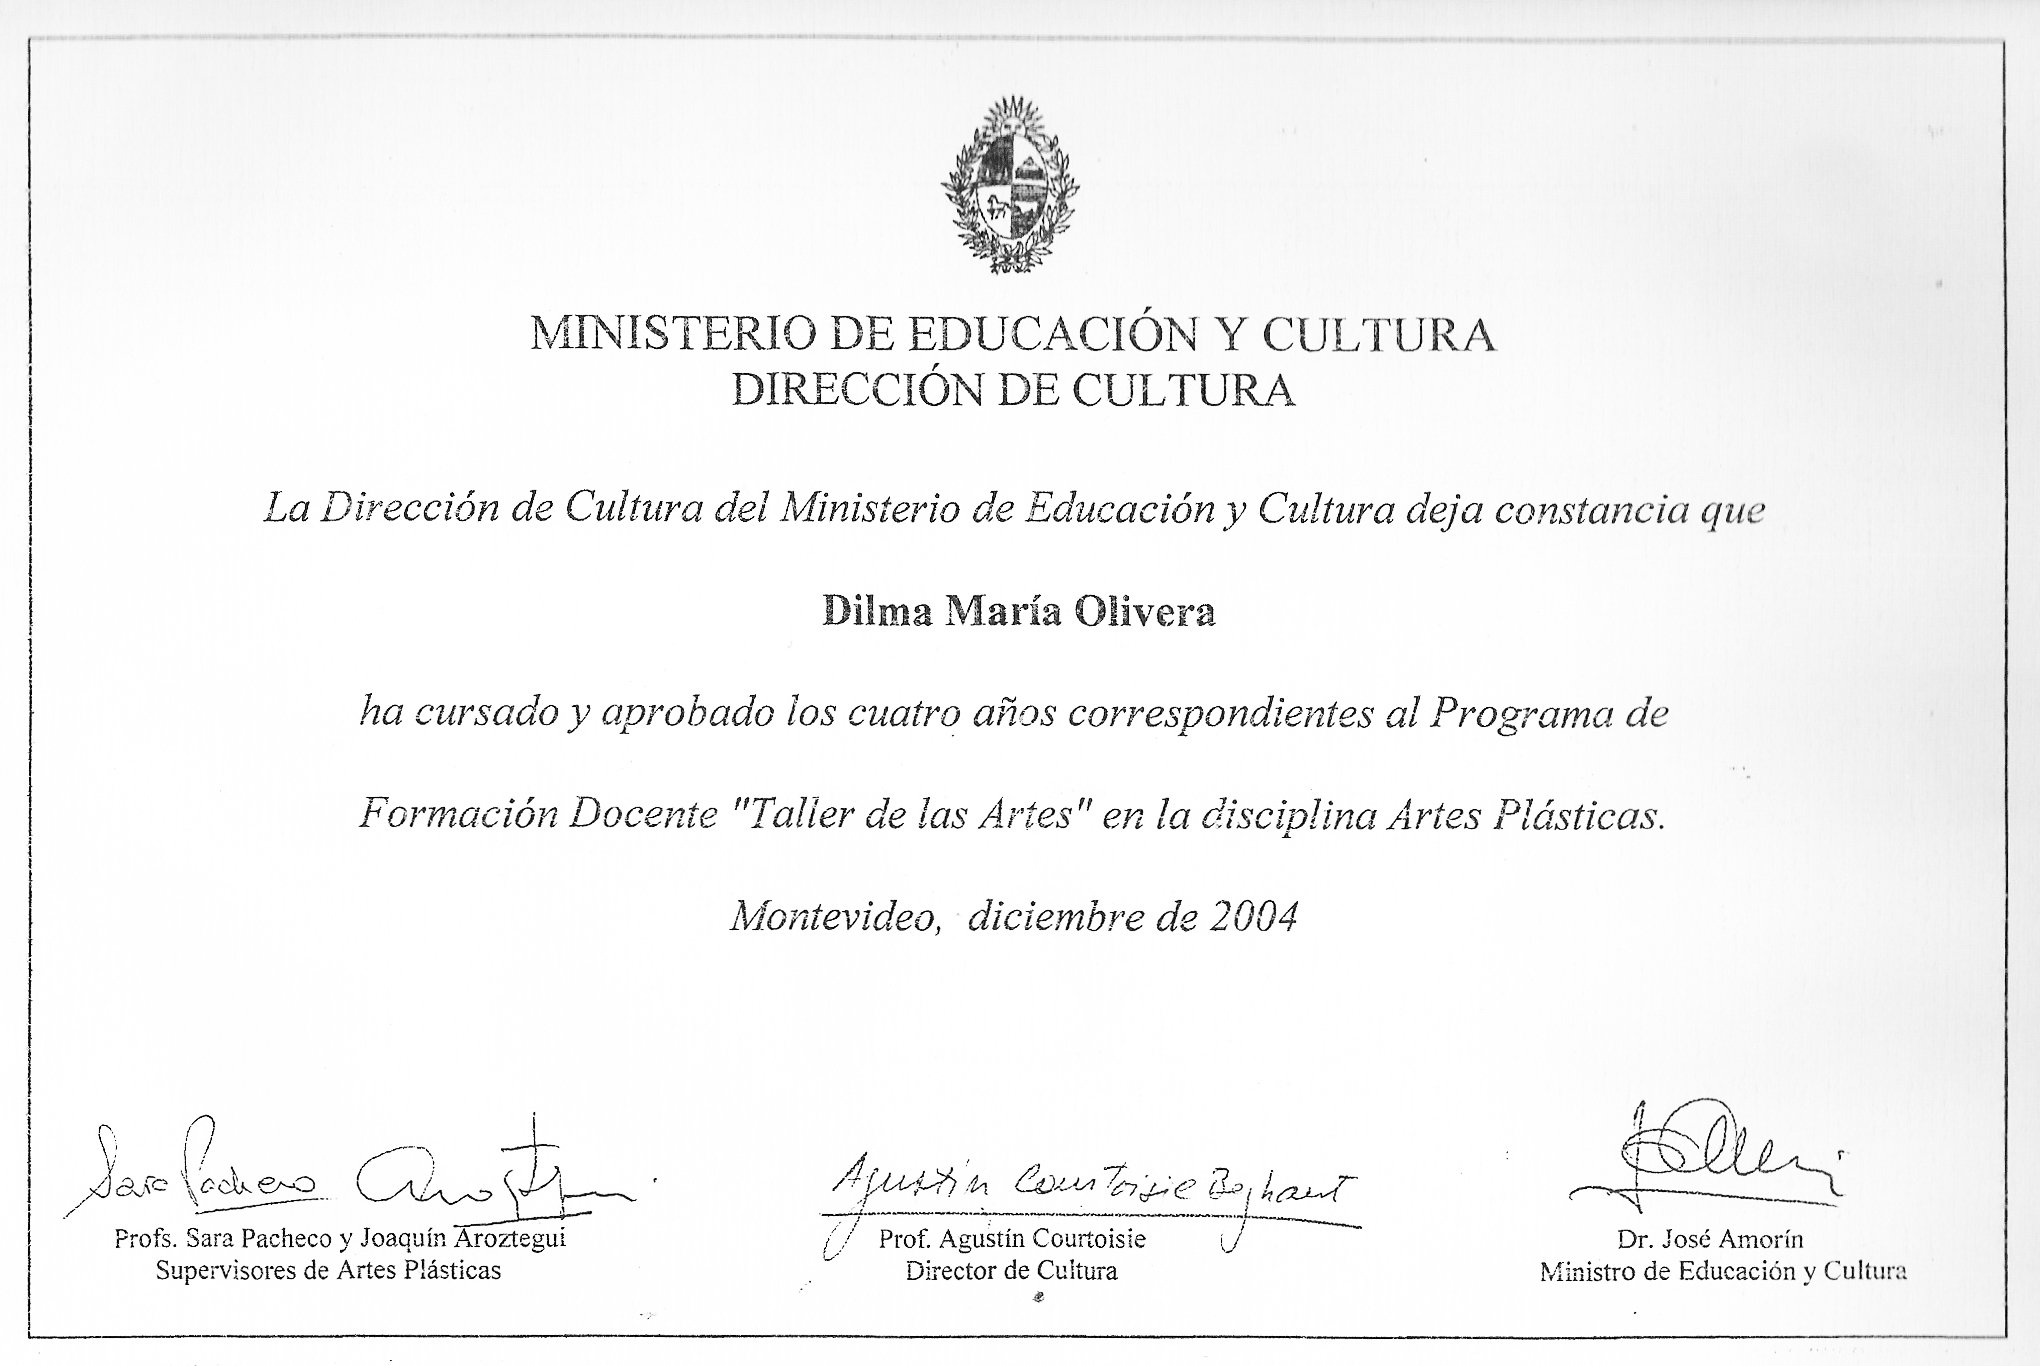 MINISTERIO DE EDUCACIÓN Y CULTURA
DIRECCIÓN DE CULTURA
La Dirección de Cultura del Ministerio de Educación y Cultura deja constancia que
Dilma María Olivera
ha cursado y aprobado los cuatro años correspondientes al Programa de
Formación Docente "Taller de las Artes" en la disciplina Artes Plásticas.
Montevideo, diciembre de 2004
Sara Pacheco
Agustín Courtoisie
Profs. Sara Pacheco y Joaquín Aroztegui
Supervisores de Artes Plásticas
Prof. Agustín Courtoisie
Director de Cultura
Dr. José Amorín
Ministro de Educación y Cultura